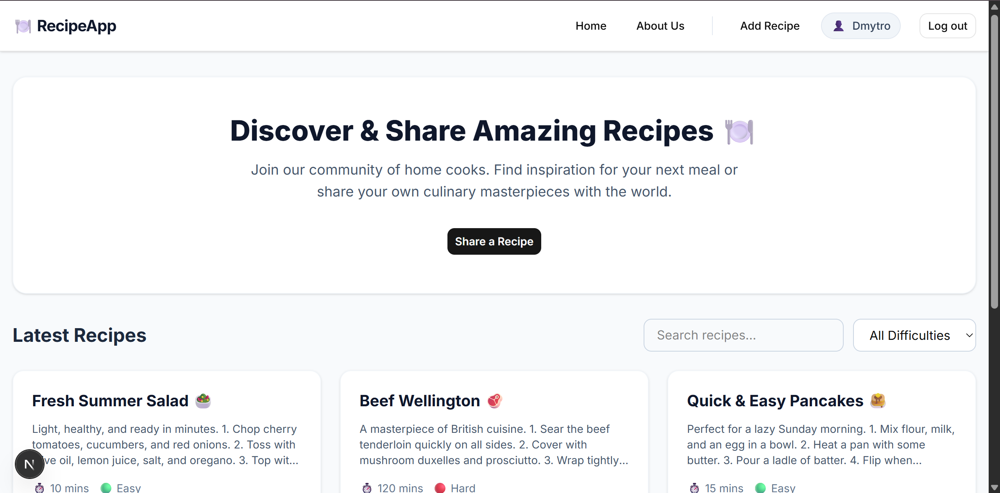 RecipeApp
Home
About Us
Add Recipe
Dmytro
Log out
Discover & Share Amazing Recipes
Join our community of home cooks. Find inspiration for your next meal or
share your own culinary masterpieces with the world.
Share a Recipe
Latest Recipes
Search recipes...
All Difficulties
Fresh Summer Salad
Light, healthy, and ready in minutes. 1. Chop cherry
tomatoes, cucumbers, and red onions. 2. Toss with
ve oil, lemon juice, salt, and oregano. 3. Top wit...
N
10 mins
Easy
Beef Wellington
A masterpiece of British cuisine. 1. Sear the beef
tenderloin quickly on all sides. 2. Cover with
mushroom duxelles and prosciutto. 3. Wrap tightly...
120 mins
Hard
Quick & Easy Pancakes
Perfect for a lazy Sunday morning. 1. Mix flour, milk,
and an egg in a bowl. 2. Heat a pan with some
butter. 3. Pour a ladle of batter. 4. Flip when...
15 mins
Easy